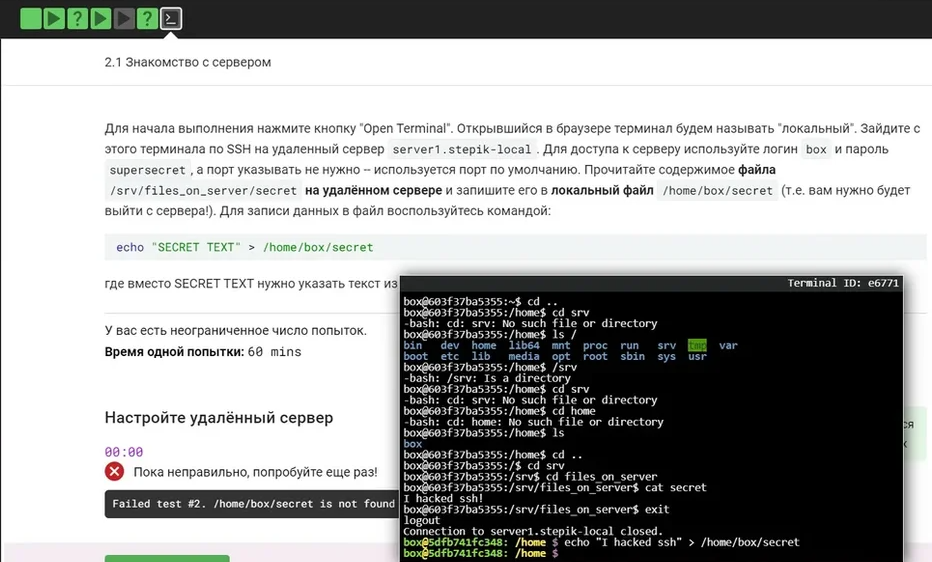 2.1 Знакомство с сервером
Для начала выполнения нажмите кнопку "Open Terminal". Открывшийся в браузере терминал будем называть "локальный". Зайдите с
этого терминала по SSH на удаленный сервер server1.stepik-local . Для доступа к серверу используйте логин box и пароль
supersecret , а порт указывать не нужно -- используется порт по умолчанию. Прочитайте содержимое файла
/srv/files_on_server/secret на удалённом сервере и запишите его в локальный файл /home/box/secret (т.е. вам нужно будет
выйти с сервера!). Для записи данных в файл воспользуйтесь командой:
echo "SECRET TEXT" > /home/box/secret
где вместо SECRET TEXT нужно указать текст из
У вас есть неограниченное число попыток.
Время одной попытки: 60 mins
Настройте удалённый сервер
00:00
Пока неправильно, попробуйте еще раз!
Failed test #2. /home/box/secret is not found
Terminal ID: e6771
box@603f37ba5355:~$ cd ..
box@603f37ba5355:/home$ cd srv
-bash: cd: srv: No such file or directory
box@603f37ba5355:/home$ ls /
bin dev home lib64 mnt proc run srv tmp var
boot etc lib media opt root sbin sys usr
box@603f37ba5355:/home$ /srv
-bash: /srv: Is a directory
box@603f37ba5355:/home$ cd srv
-bash: cd: srv: No such file or directory
box@603f37ba5355:/home$ cd home
-bash: cd: home: No such file or directory
box@603f37ba5355:/home$ ls
box
box@603f37ba5355:/home$ cd ..
box@603f37ba5355:/$ cd srv
box@603f37ba5355:/srv$ cd files_on_server
box@603f37ba5355:/srv/files_on_server$ cat secret
I hacked ssh!
box@603f37ba5355:/srv/files_on_server$ exit
logout
Connection to server1.stepik-local closed.
box@5dfb741fc348: /home $ echo "I hacked ssh" > /home/box/secret
box@5dfb741fc348: /home $